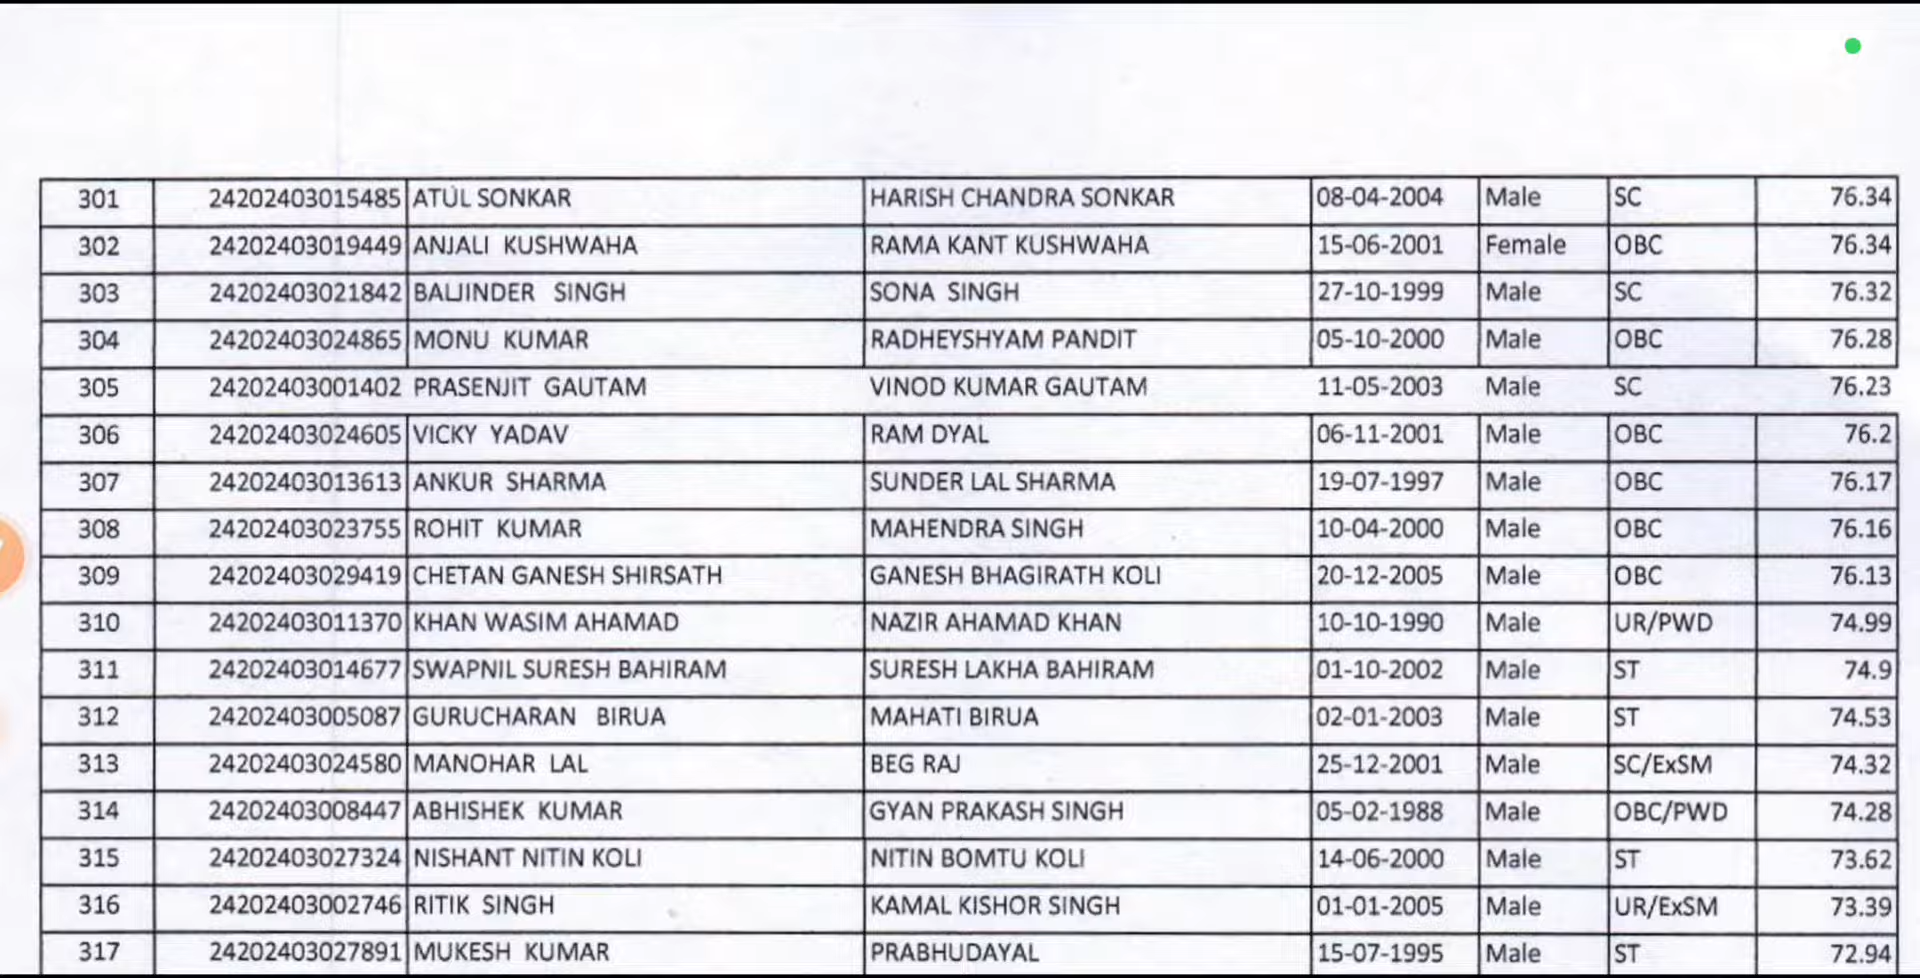 301 24202403015485 ATUL SONKAR HARISH CHANDRA SONKAR 08-04-2004 Male SC 76.34
302 24202403019449 ANJALI KUSHWAHA RAMA KANT KUSHWAHA 15-06-2001 Female OBC 76.34
303 24202403021842 BALJINDER SINGH SONA SINGH 27-10-1999 Male SC 76.32
304 24202403024865 MONU KUMAR RADHEYSHYAM PANDIT 05-10-2000 Male OBC 76.28
305 24202403001402 PRASENJIT GAUTAM VINOD KUMAR GAUTAM 11-05-2003 Male SC 76.23
306 24202403024605 VICKY YADAV RAM DYAL 06-11-2001 Male OBC 76.2
307 24202403013613 ANKUR SHARMA SUNDER LAL SHARMA 19-07-1997 Male OBC 76.17
308 24202403023755 ROHIT KUMAR MAHENDRA SINGH 10-04-2000 Male OBC 76.16
309 24202403029419 CHETAN GANESH SHIRSATH GANESH BHAGIRATH KOLI 20-12-2005 Male OBC 76.13
310 24202403011370 KHAN WASIM AHAMAD NAZIR AHAMAD KHAN 10-10-1990 Male UR/PWD 74.99
311 24202403014677 SWAPNIL SURESH BAHIRAM SURESH LAKHA BAHIRAM 01-10-2002 Male ST 74.9
312 24202403005087 GURUCHARAN BIRUA MAHATI BIRUA 02-01-2003 Male ST 74.53
313 24202403024580 MANOHAR LAL BEG RAJ 25-12-2001 Male SC/ExSM 74.32
314 24202403008447 ABHISHEK KUMAR GYAN PRAKASH SINGH 05-02-1988 Male OBC/PWD 74.28
315 24202403027324 NISHANT NITIN KOLI NITIN BOMTU KOLI 14-06-2000 Male ST 73.62
316 24202403002746 RITIK SINGH KAMAL KISHOR SINGH 01-01-2005 Male UR/ExSM 73.39
317 24202403027891 MUKESH KUMAR PRABHUDAYAL 15-07-1995 Male ST 72.94